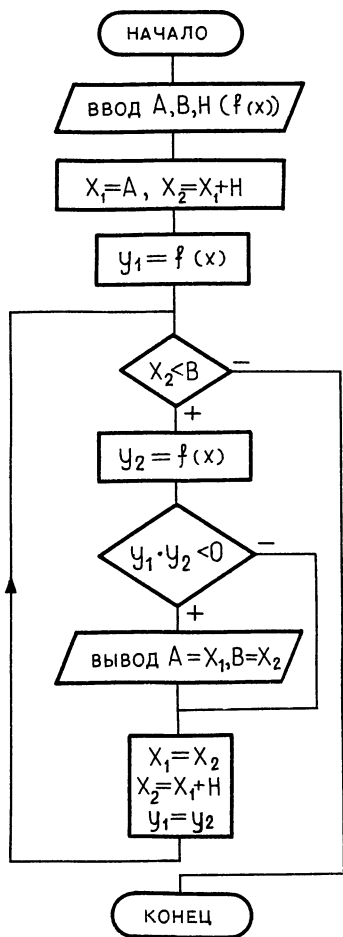 НАЧАЛО
ВВОД A,B,H (f(x))
X₁=A, X₂=X₁+H
y₁=f(x)
X₂<B
−
+
y₂=f(x)
y₁·y₂<0
−
+
ВЫВОД A=X₁,B=X₂
X₁=X₂
X₂=X₁+H
y₁=y₂
КОНЕЦ